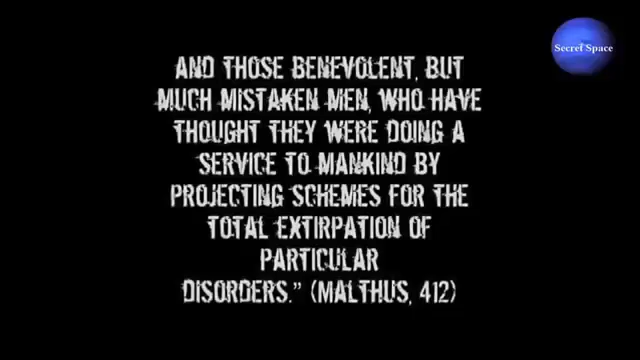 Secret Space
AND THOSE BENEVOLENT, BUT
MUCH MISTAKEN MEN, WHO HAVE
THOUGHT THEY WERE DOING A
SERVICE TO MANKIND BY
PROJECTING SCHEMES FOR THE
TOTAL EXTIRPATION OF
PARTICULAR
DISORDERS.” (MALTHUS, 412)